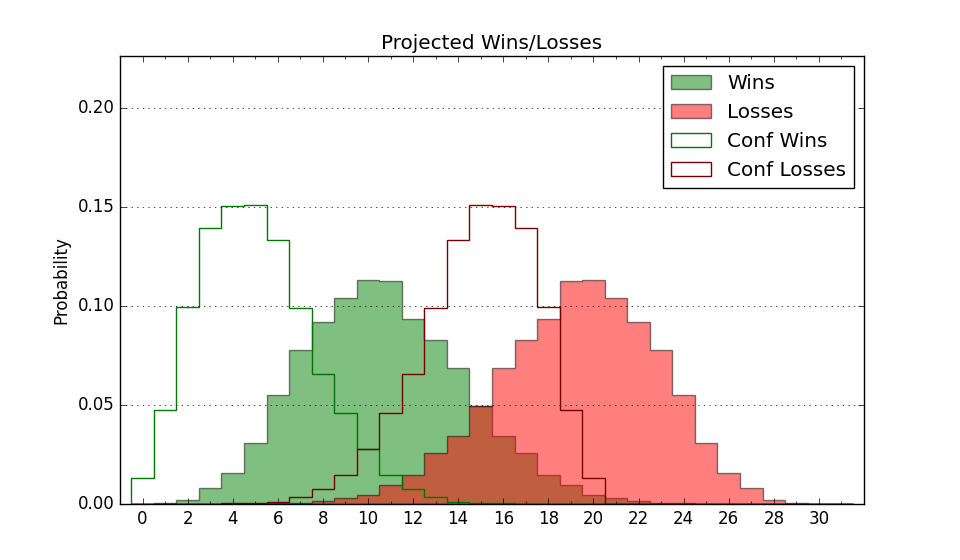 Projected Wins/Losses
Wins
Losses
Conf Wins
Conf Losses
Probability
0.20
0.15
0.10
0.05
0.00
0 2 4 6 8 10 12 14 16 18 20 22 24 26 28 30